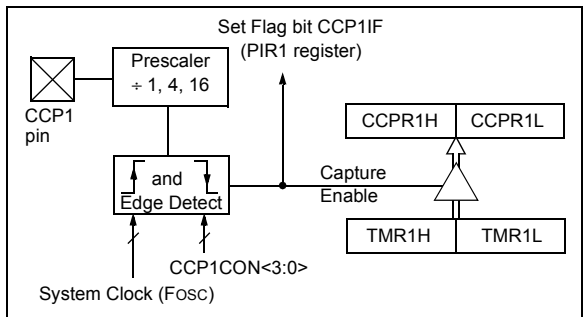 Set Flag bit CCP1IF
(PIR1 register)
Prescaler
÷ 1, 4, 16
CCP1
pin
CCPR1H
CCPR1L
and
Edge Detect
Capture
Enable
TMR1H
TMR1L
CCP1CON<3:0>
System Clock (FOSC)